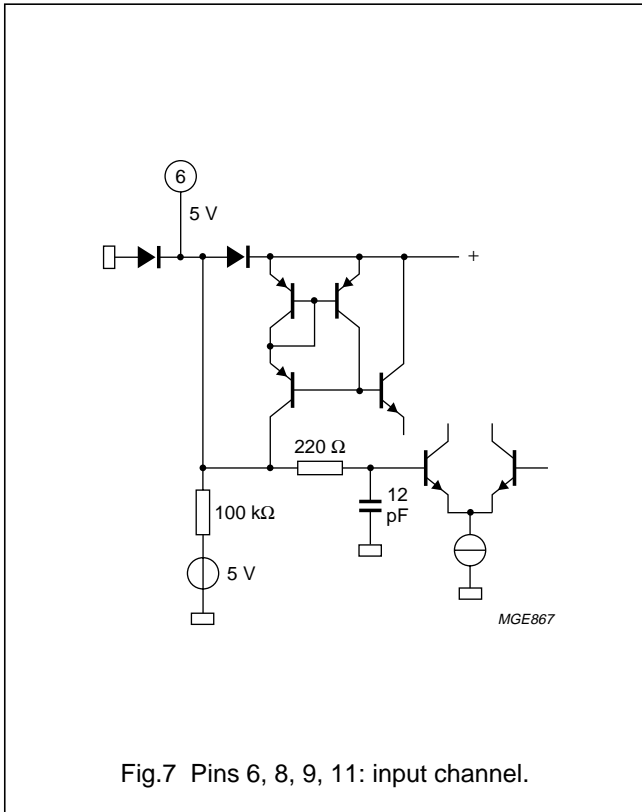 6
5 V
+
220 Ω
12
pF
100 kΩ
5 V
MGE867
Fig.7 Pins 6, 8, 9, 11: input channel.